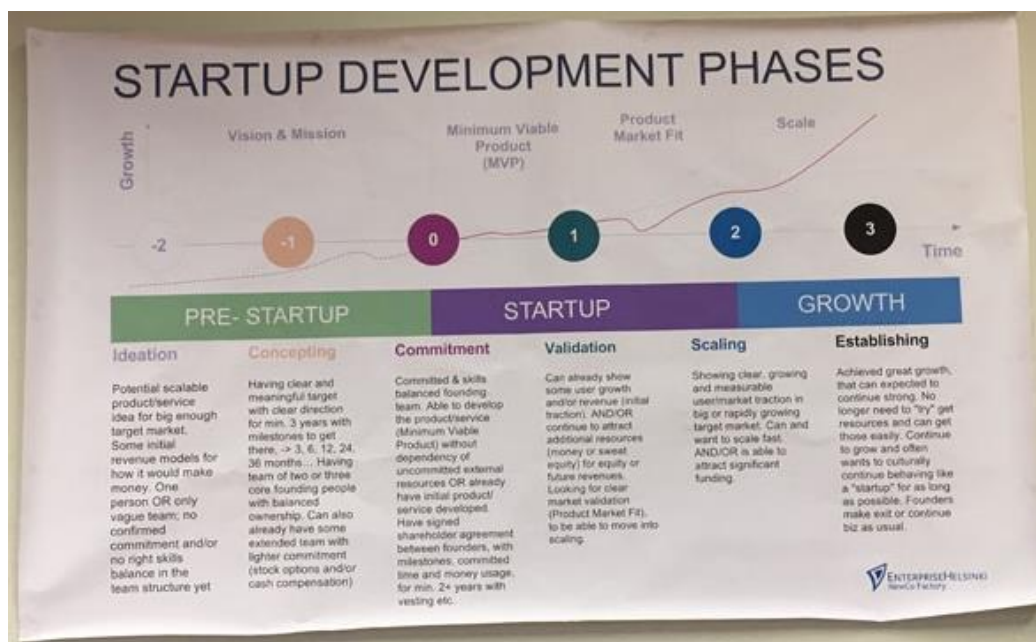 STARTUP DEVELOPMENT PHASES
Growth
Vision & Mission
Minimum Viable
Product
(MVP)
Product
Market Fit
Scale
-2
-1
0
1
2
3
Time
PRE- STARTUP
STARTUP
GROWTH
Ideation
Potential scalable
product/service
idea for big enough
target market.
Some initial
revenue models for
how it would make
money. One
person OR only
vague team; no
confirmed
commitment and/or
no right skills
balance in the
team structure yet
Concepting
Having clear and
meaningful target
with clear direction
for min. 3 years with
milestones to get
there, -> 3, 6, 12, 24,
36 months... Having
team of two or three
core founding people
with balanced
ownership. Can also
already have some
extended team with
lighter commitment
(stock options and/or
cash compensation)
Commitment
Committed & skills
balanced founding
team. Able to develop
the product/service
(Minimum Viable
Product) without
dependency of
uncommitted external
resources OR already
have initial product/
service developed.
Have signed
shareholder agreement
between founders, with
milestones, committed
time and money usage,
for min. 2+ years with
vesting etc.
Validation
Can already show
some user growth
and/or revenue (initial
traction). AND/OR
continue to attract
additional resources
(money or sweat
equity) for equity or
future revenues.
Looking for clear
market validation
(Product Market Fit),
to be able to move into
scaling.
Scaling
Showing clear, growing
and measurable
user/market traction in
big or rapidly growing
target market. Can and
want to scale fast.
AND/OR is able to
attract significant
funding.
Establishing
Achieved great growth,
that can expected to
continue strong. No
longer need to "try" get
resources and can get
those easily. Continue
to grow and often
wants to culturally
continue behaving like
a "startup" for as long
as possible. Founders
make exit or continue
biz as usual.
ENTERPRISEHELSINKI
NewCo Factory